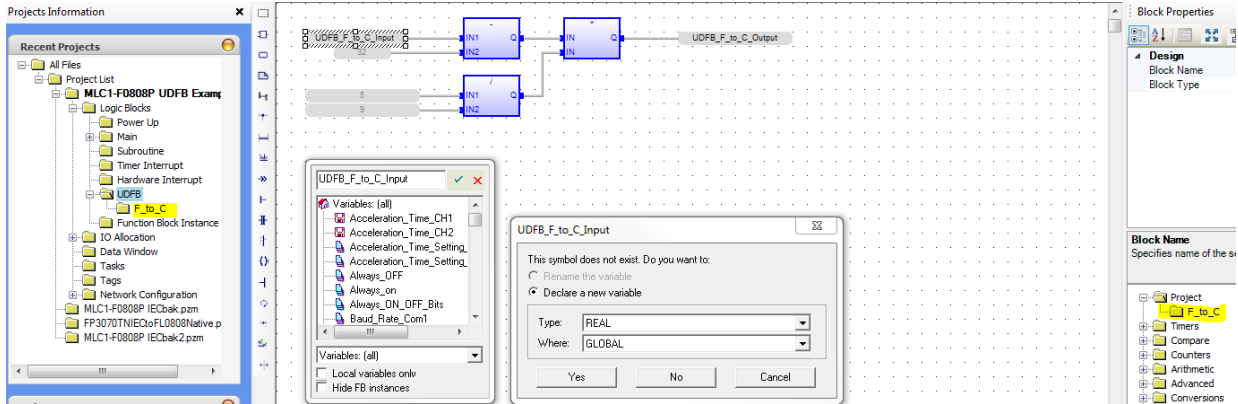 Projects Information
Recent Projects
All Files
Project List
MLC1-F0808P UDFB Examp
Logic Blocks
Power Up
Main
Subroutine
Timer Interrupt
Hardware Interrupt
UDFB
F_to_C
Function Block Instance
IO Allocation
Data Window
Tasks
Tags
Network Configuration
MLC1-F0808P IECbak.pzm
FP3070TNIECtoFL0808Native.p
MLC1-F0808P IECbak2.pzm
UDFB_F_to_C_Input
32
IN1
Q
IN2
IN
Q
IN
UDFB_F_to_C_Output
5
9
/
IN1
Q
IN2
UDFB_F_to_C_Input
Variables: (all)
Acceleration_Time_CH1
Acceleration_Time_CH2
Acceleration_Time_Setting_
Acceleration_Time_Setting_
Always_OFF
Always_on
Always_ON_OFF_Bits
Baud_Rate_Com1
Variables: (all)
Local variables only
Hide FB instances
UDFB_F_to_C_Input
This symbol does not exist. Do you want to:
Rename the variable
Declare a new variable
Type: REAL
Where: GLOBAL
Yes
No
Cancel
Block Properties
Design
Block Name
Block Type
Block Name
Specifies name of the se
Project
F_to_C
Timers
Compare
Counters
Arithmetic
Advanced
Conversions